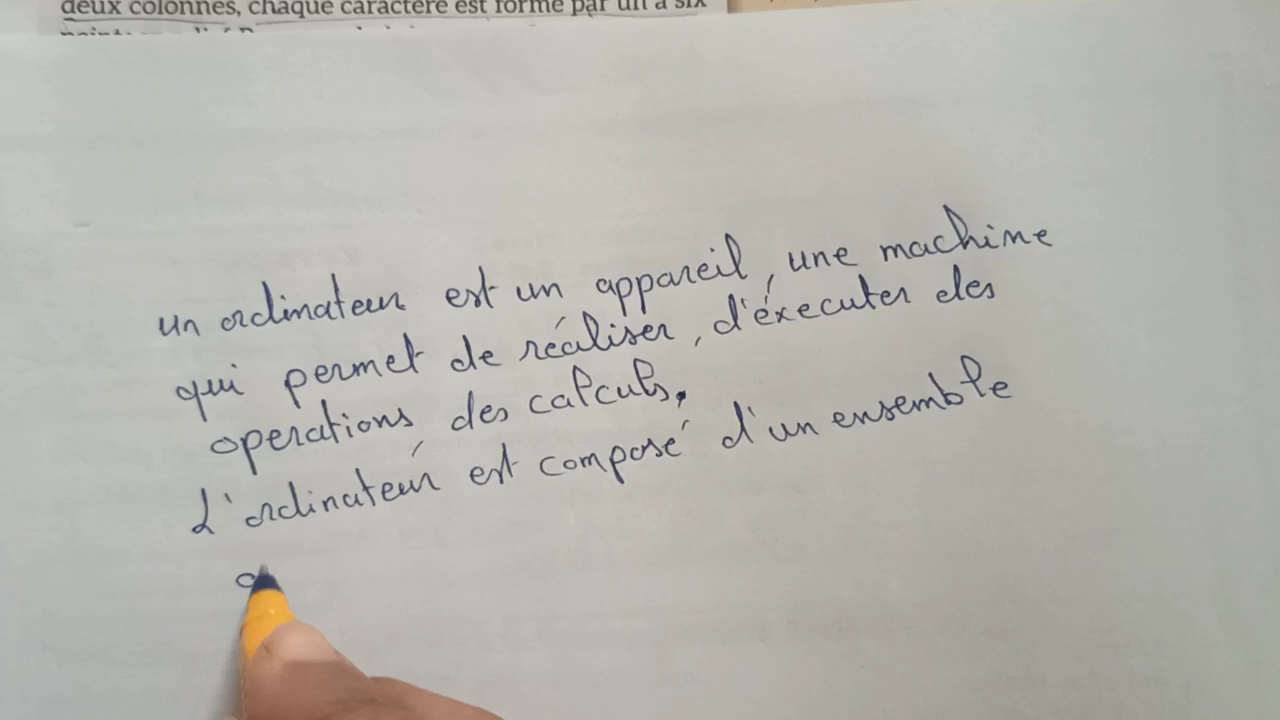 deux colonnes, chaque caractère est formé par un à six
un ordinateur est un appareil, une machine
qui permet de réaliser, d'éxecuter des
operations des calculs.
L'ordinateur est composé d'un ensemble